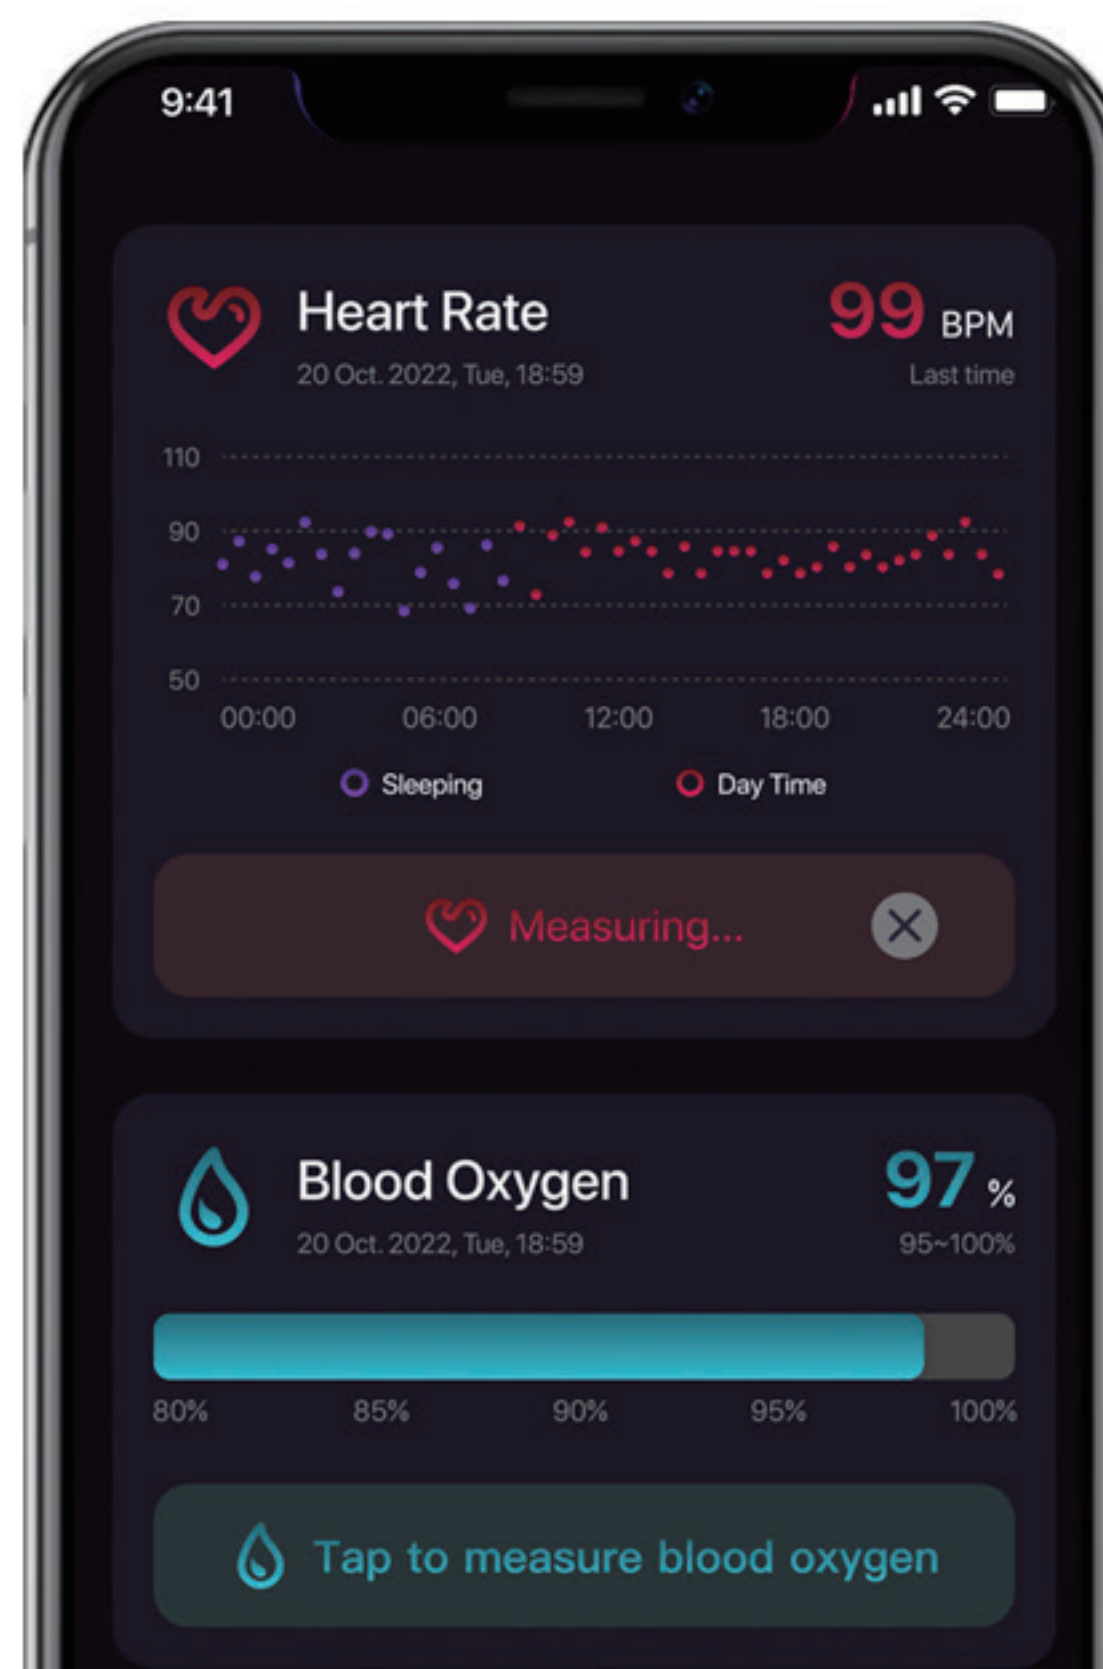 9:41
Heart Rate
99 BPM
20 Oct. 2022, Tue, 18:59
Last time
110
90
70
50
00:00 06:00 12:00 18:00 24:00
Sleeping Day Time
Measuring...
Blood Oxygen
97 %
20 Oct. 2022, Tue, 18:59
95~100%
80% 85% 90% 95% 100%
Tap to measure blood oxygen